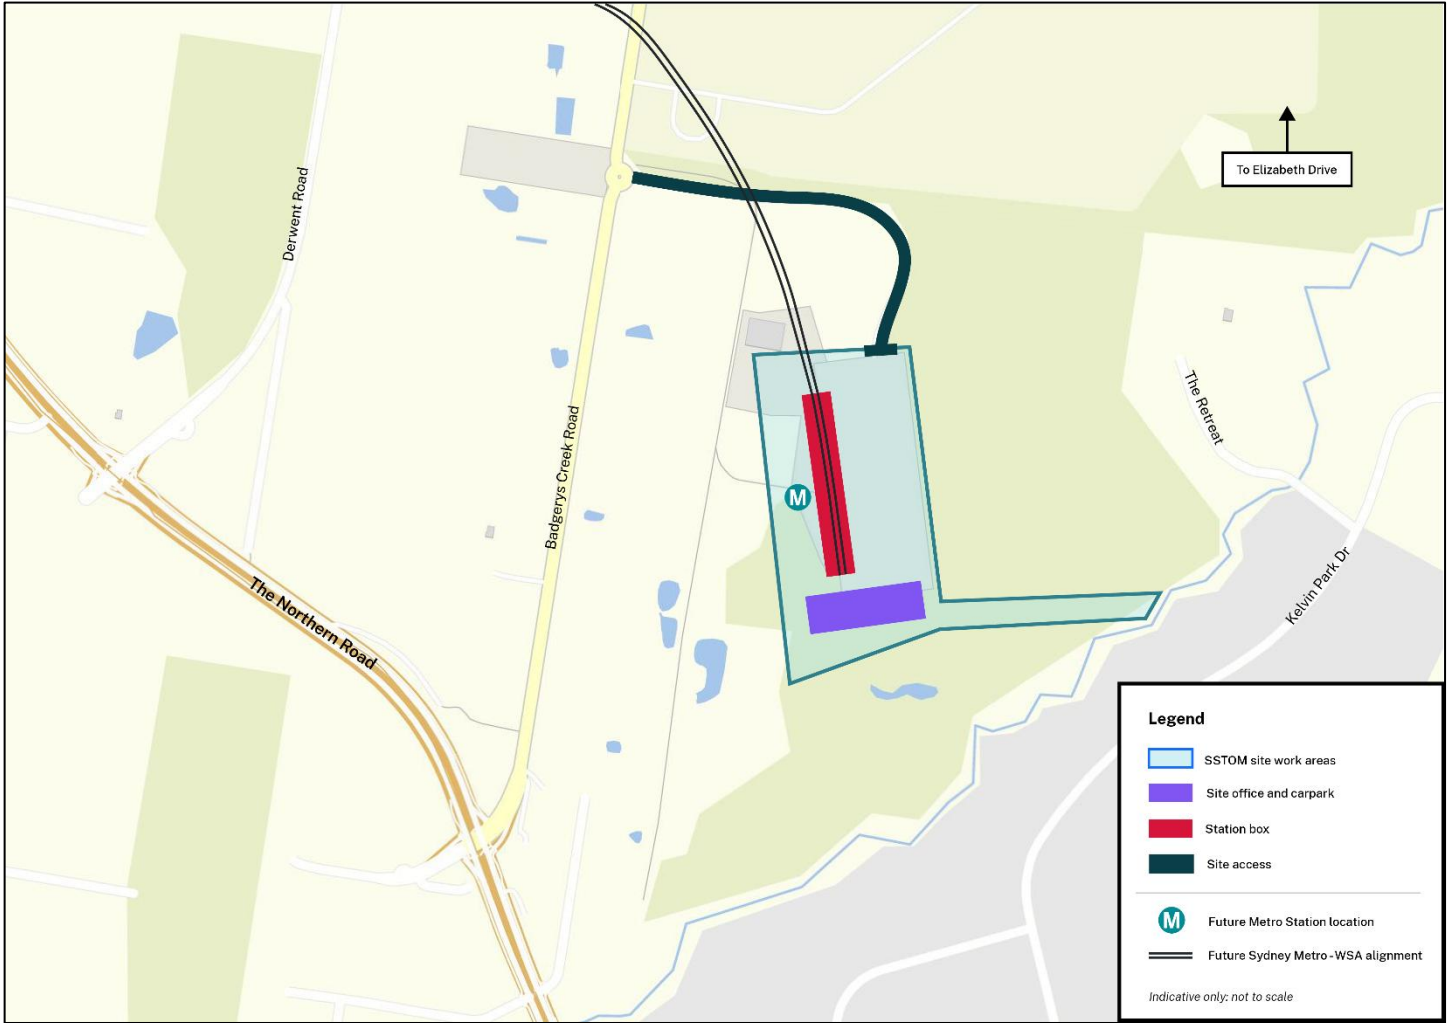 To Elizabeth Drive
Derwent Road
The Retreat
Badgerys Creek Road
M
Kelvin Park Dr
The Northern Road
Legend
SSTOM site work areas
Site office and carpark
Station box
Site access
M
Future Metro Station location
Future Sydney Metro - WSA alignment
Indicative only: not to scale